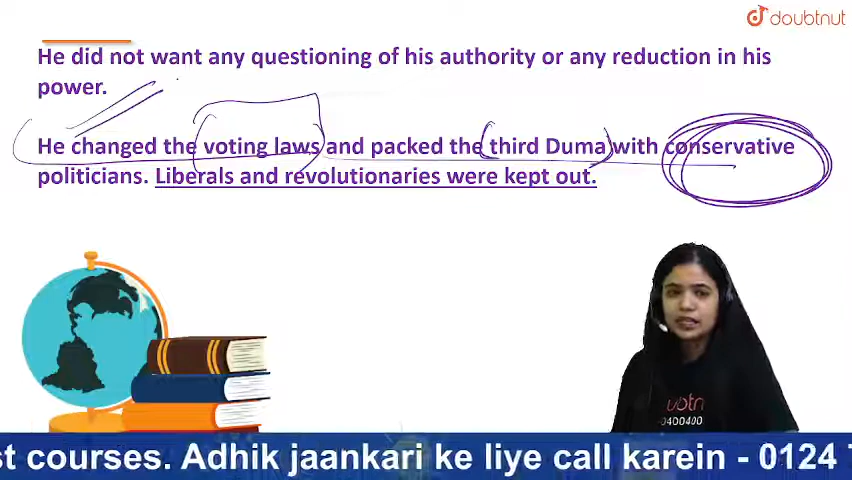 doubtnut
He did not want any questioning of his authority or any reduction in his
power.
He changed the voting laws and packed the third Duma with conservative
politicians. Liberals and revolutionaries were kept out.
ubtn
0400400
st courses. Adhik jaankari ke liye call karein - 0124